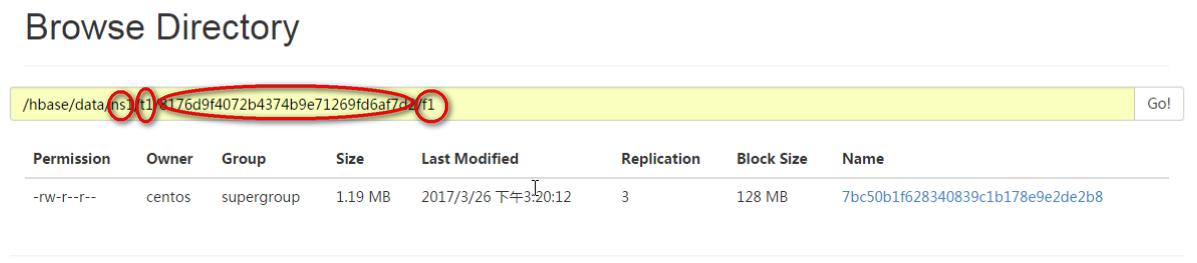 Browse Directory
/hbase/data/ns1/t1/8176d9f4072b4374b9e71269fd6af7d2/f1 Go!
Permission Owner Group Size Last Modified Replication Block Size Name
-rw-r--r-- centos supergroup 1.19 MB 2017/3/26 下午3:20:12 3 128 MB 7bc50b1f628340839c1b178e9e2de2b8